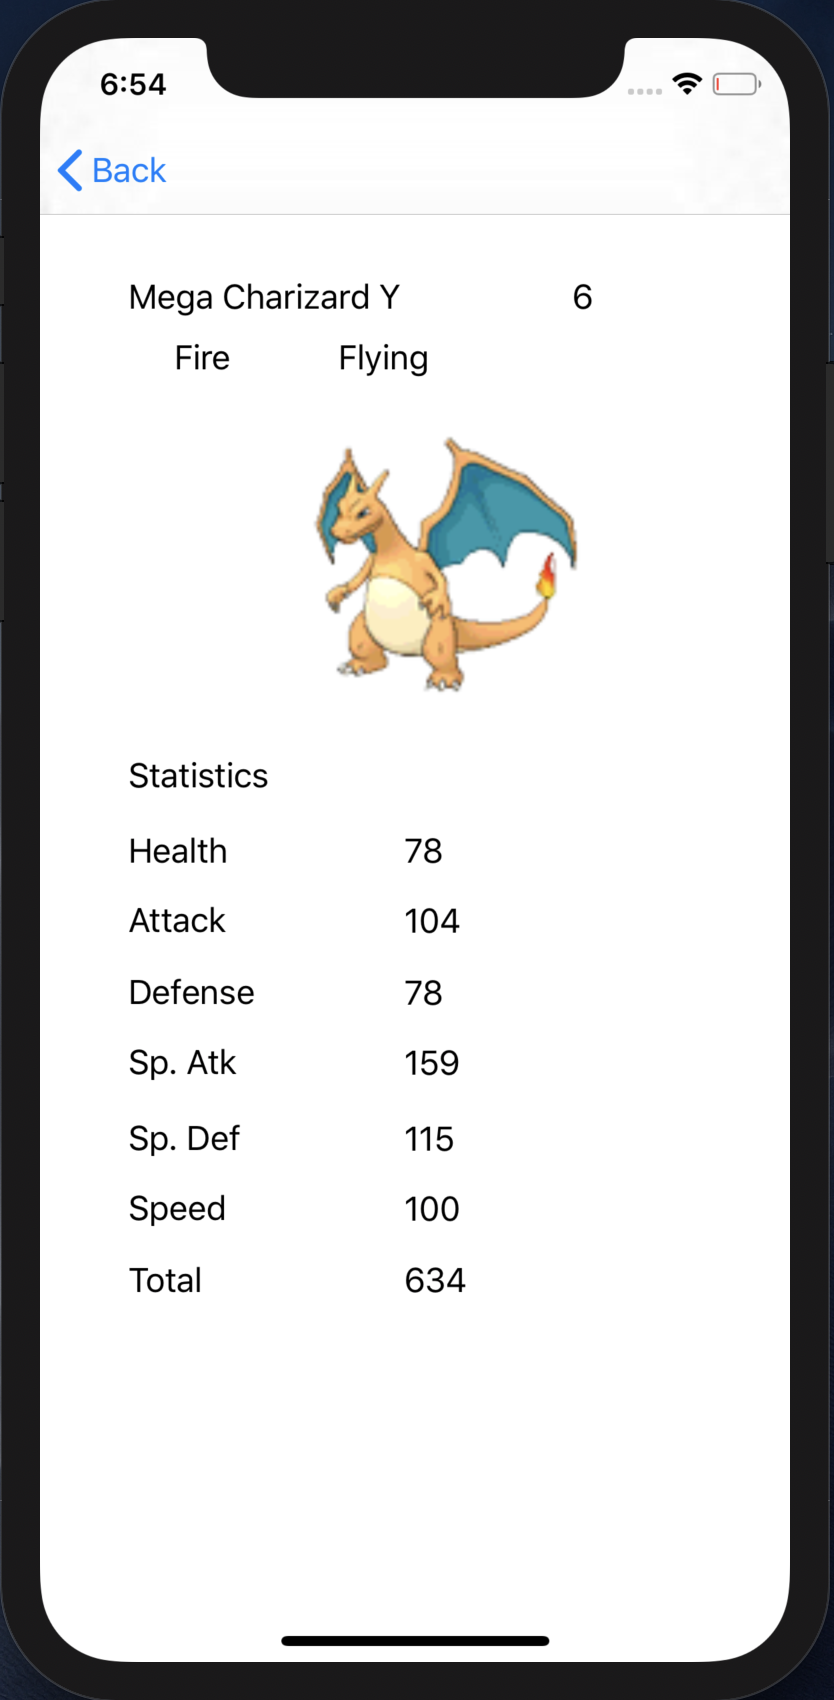 6:54
Back
Mega Charizard Y 6
Fire Flying
Statistics
Health 78
Attack 104
Defense 78
Sp. Atk 159
Sp. Def 115
Speed 100
Total 634